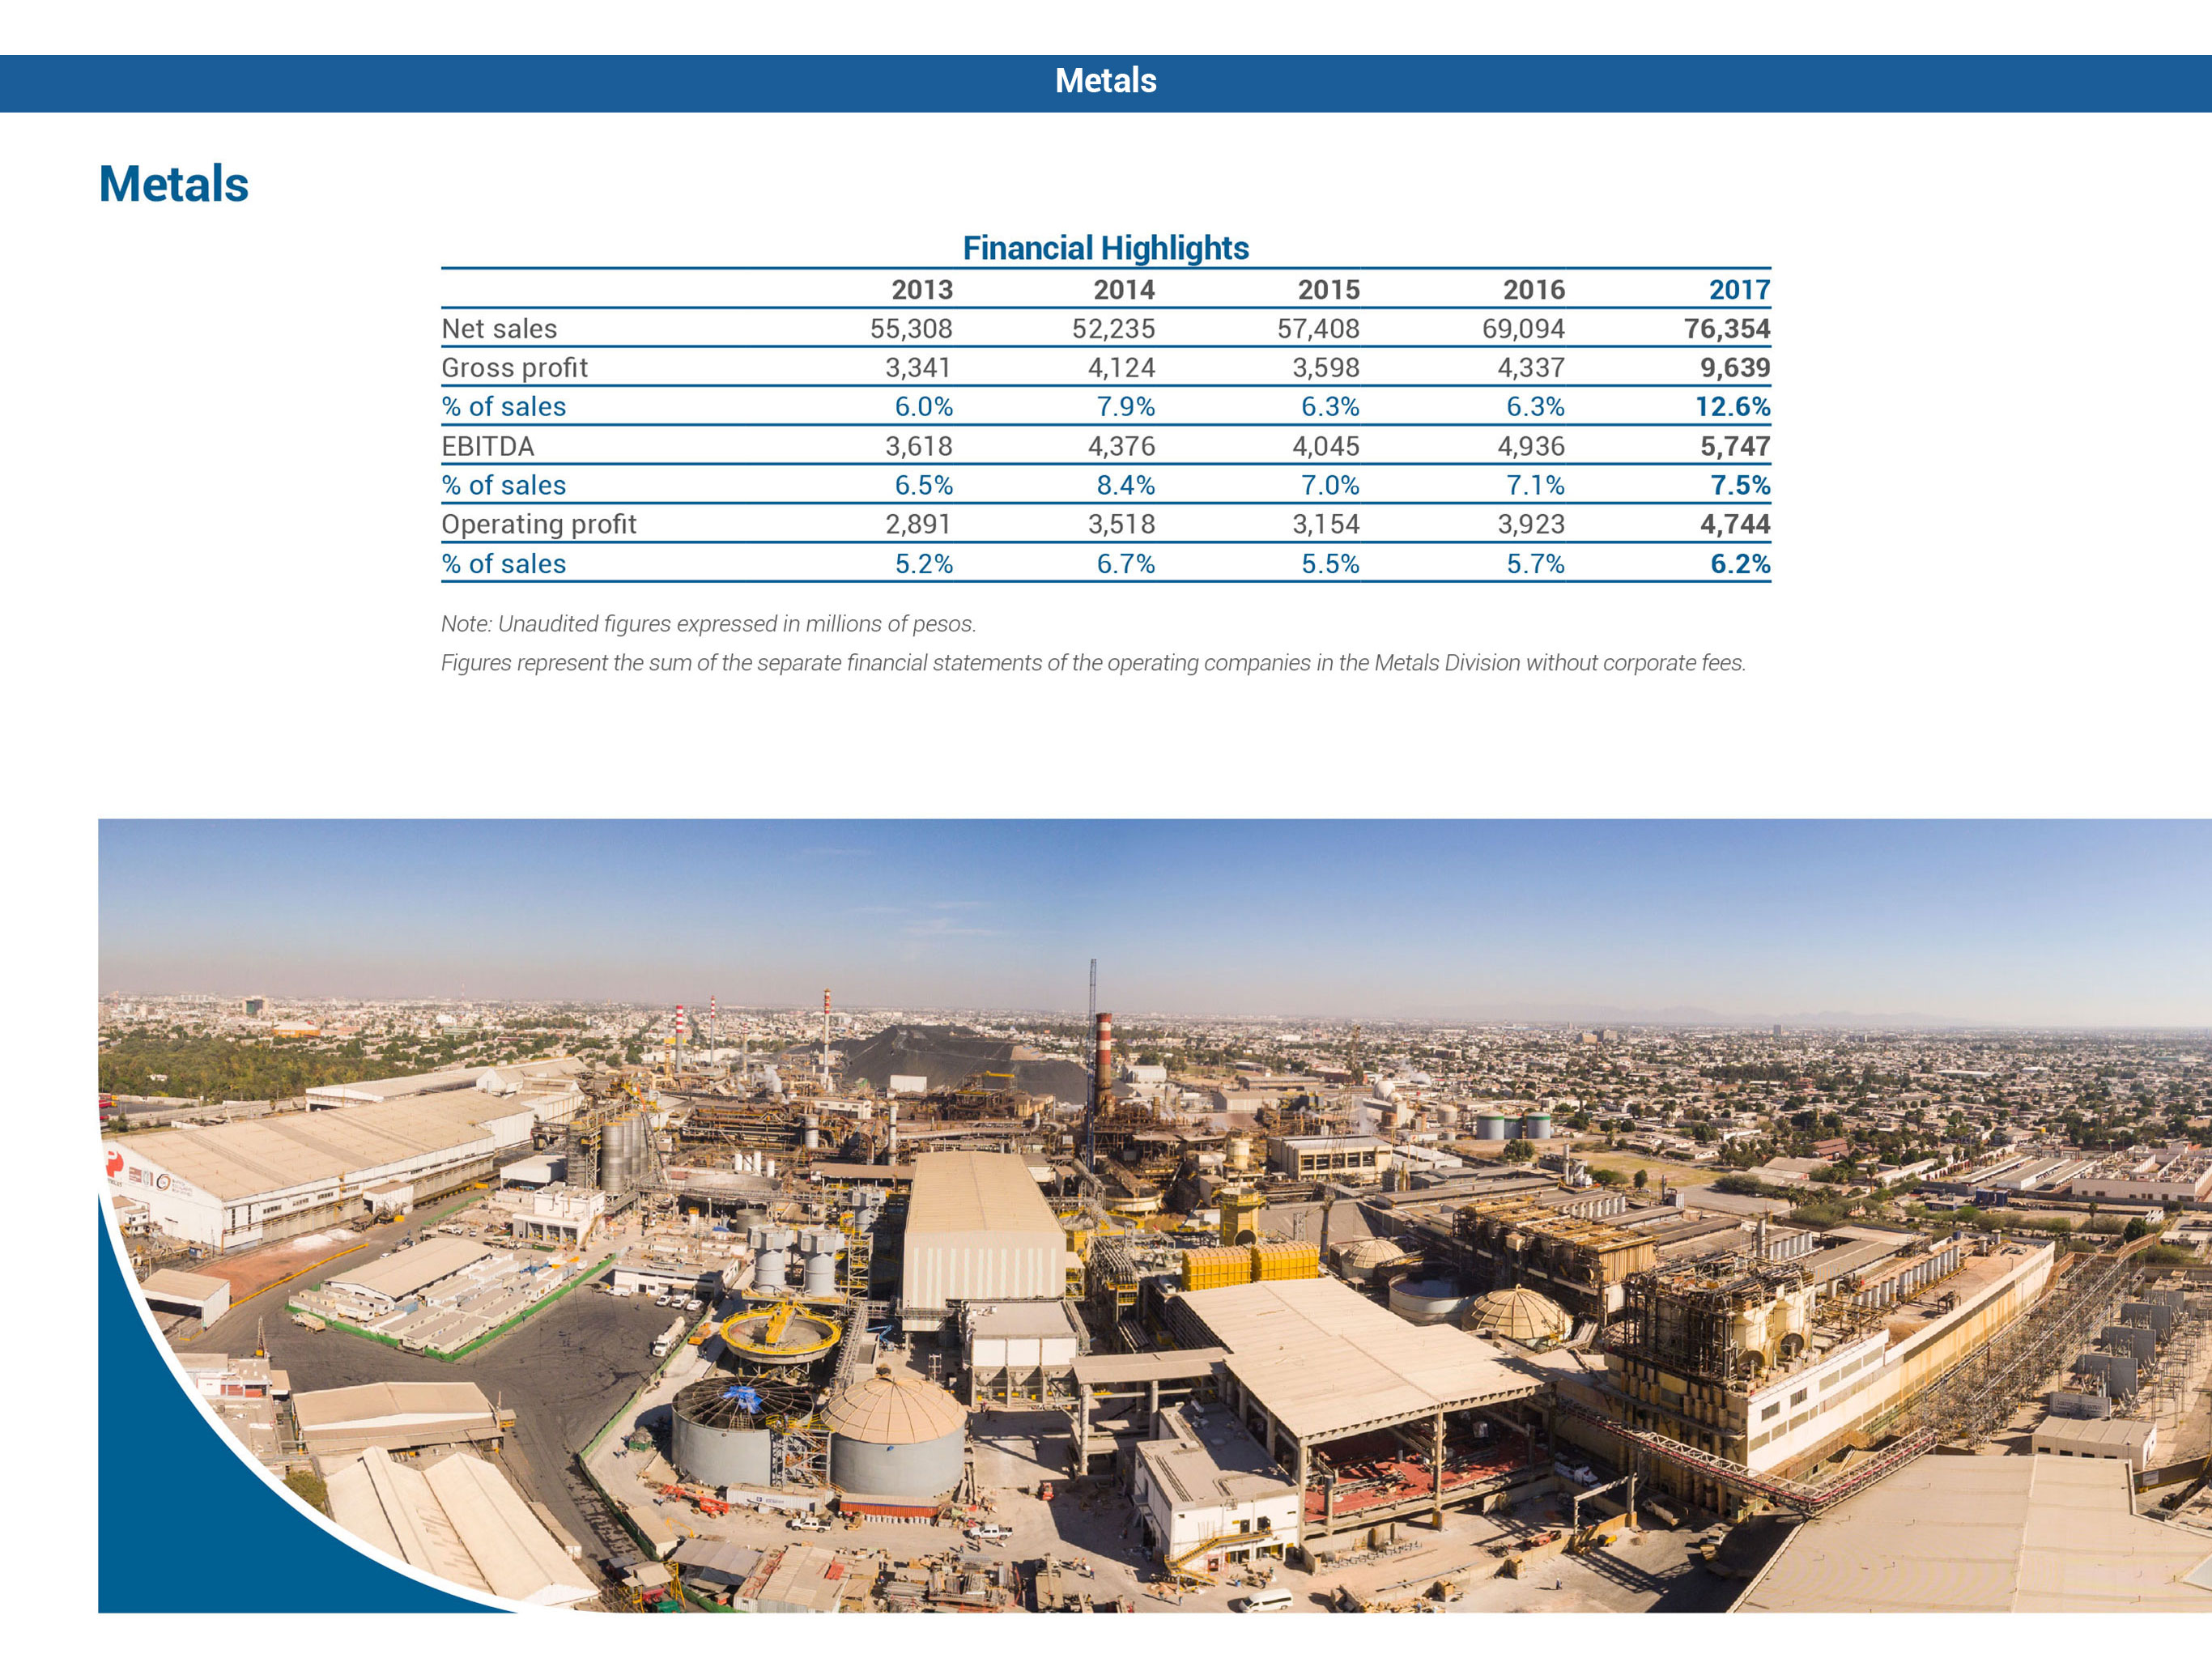 Metals
Metals
Financial Highlights
2013 2014 2015 2016 2017
Net sales 55,308 52,235 57,408 69,094 76,354
Gross profit 3,341 4,124 3,598 4,337 9,639
% of sales 6.0% 7.9% 6.3% 6.3% 12.6%
EBITDA 3,618 4,376 4,045 4,936 5,747
% of sales 6.5% 8.4% 7.0% 7.1% 7.5%
Operating profit 2,891 3,518 3,154 3,923 4,744
% of sales 5.2% 6.7% 5.5% 5.7% 6.2%
Note: Unaudited figures expressed in millions of pesos.
Figures represent the sum of the separate financial statements of the operating companies in the Metals Division without corporate fees.